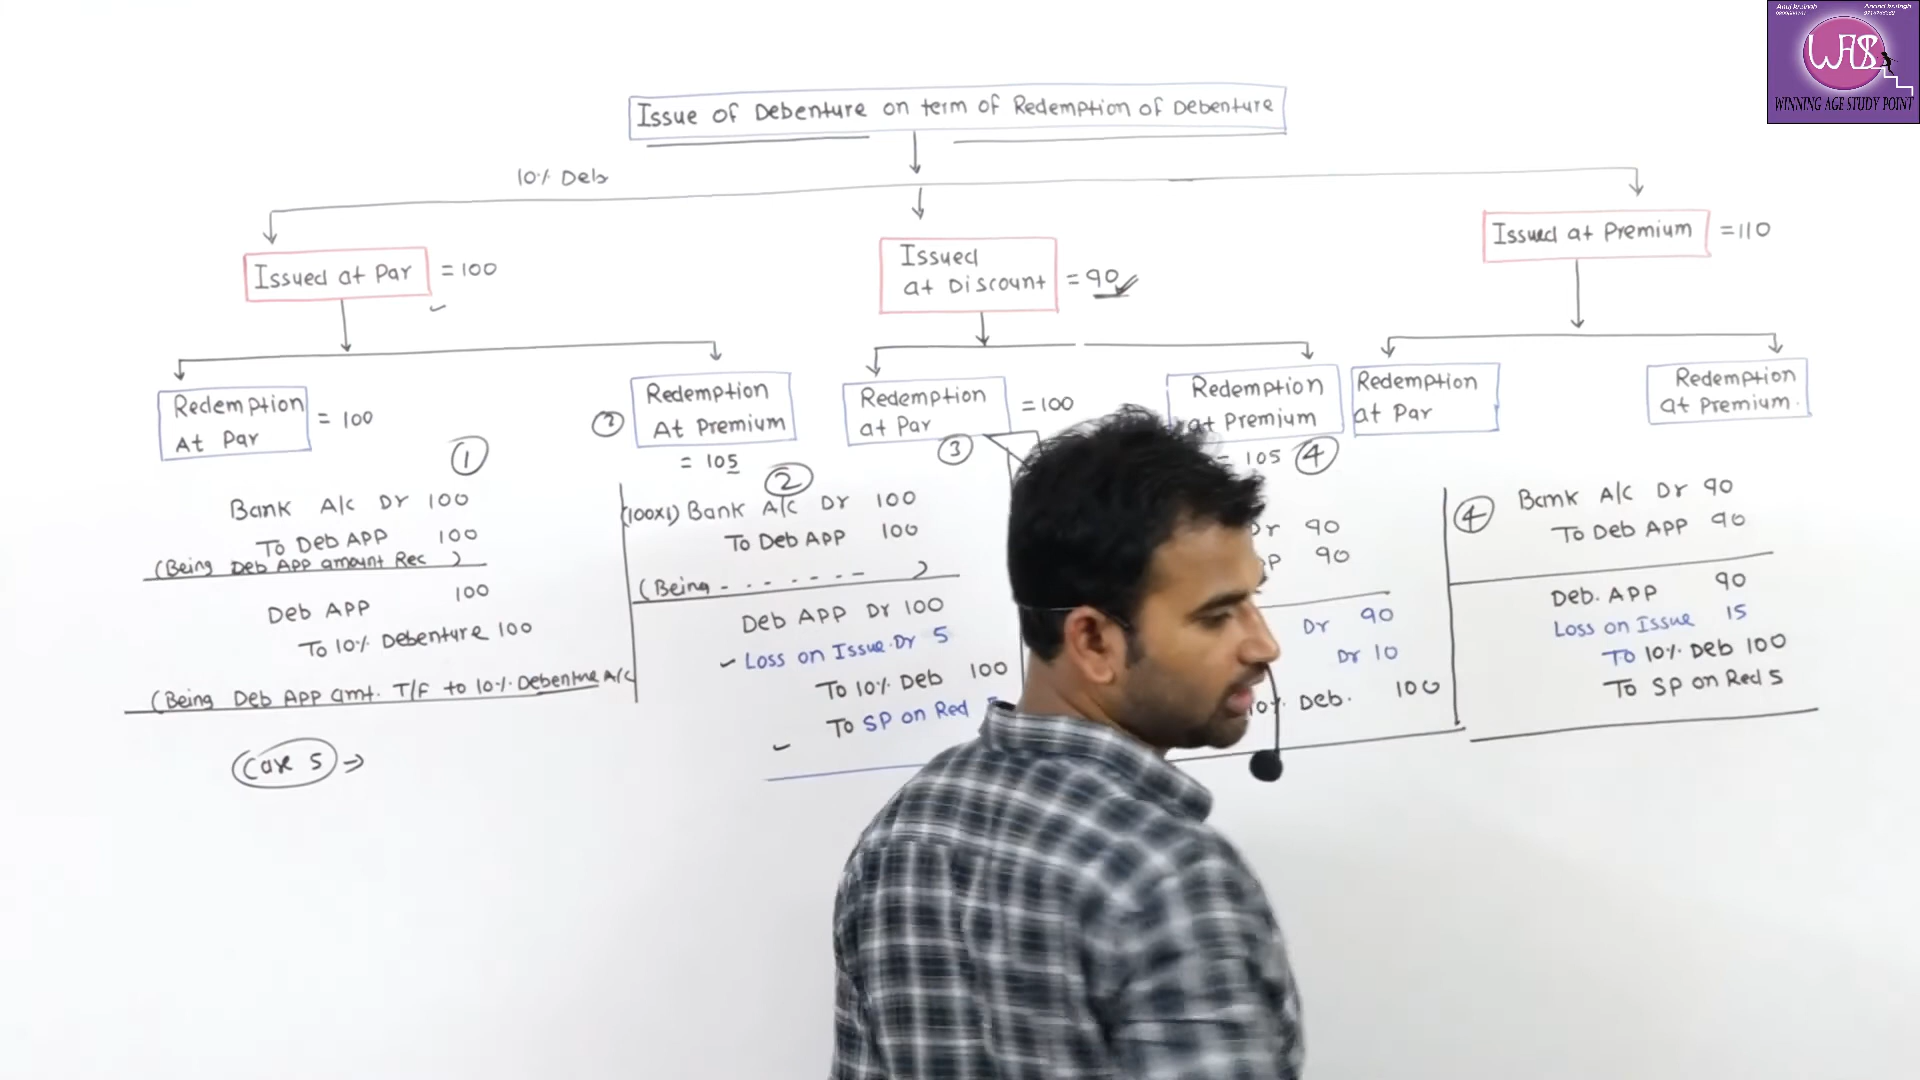 WINNING AGE STUDY POINT
Issue of Debenture on term of Redemption of Debenture
10% Deb
Issued at Par = 100
Issued
at Discount = 90
Issued at Premium = 110
Redemption
At Par = 100
①
②
Redemption
At Premium
= 105
②
Redemption
at Par = 100
③
Redemption
at Premium
= 105 ④
Redemption
at Par
Redemption
at Premium.
Bank A/c Dr 100
To Deb APP 100
(Being Deb APP amount Rec )
Deb APP 100
To 10% Debenture 100
(Being Deb APP amt. T/F to 10% Debenture A/c
Case 5 ⇒
(100x1) Bank A/c Dr 100
To Deb APP 100
(Being - - - - - - - )
Deb APP Dr 100
Loss on Issue. Dr 5
To 10% Deb 100
To SP on Red
Dr 90
P 90
Dr 90
Dr 10
10% Deb. 100
④ Bank A/c Dr 90
To Deb APP 90
Deb. APP 90
Loss on Issue 15
To 10% Deb 100
To SP on Red 5